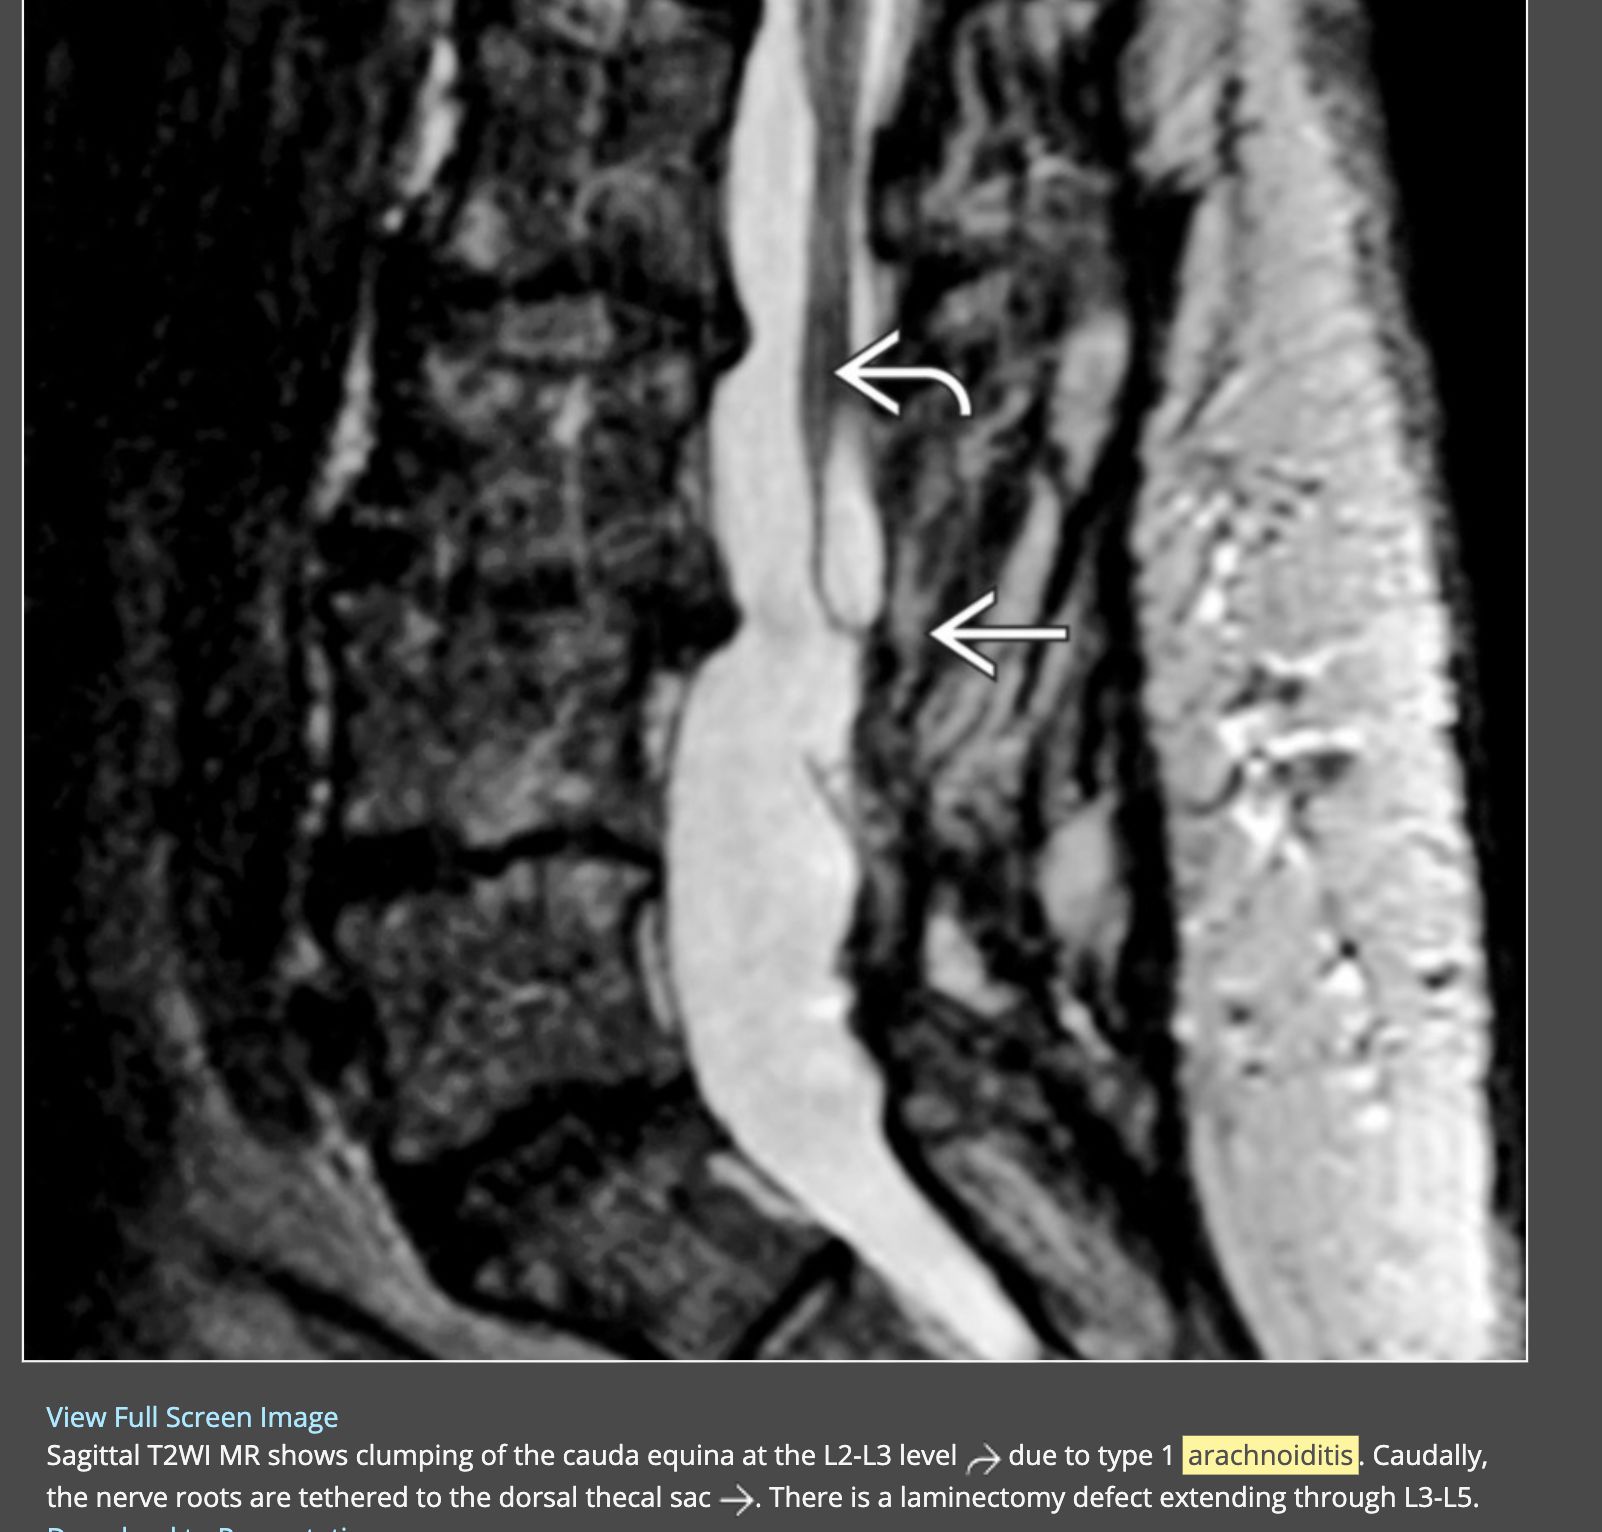 View Full Screen Image
Sagittal T2WI MR shows clumping of the cauda equina at the L2-L3 level due to type 1 arachnoiditis. Caudally,
the nerve roots are tethered to the dorsal thecal sac . There is a laminectomy defect extending through L3-L5.